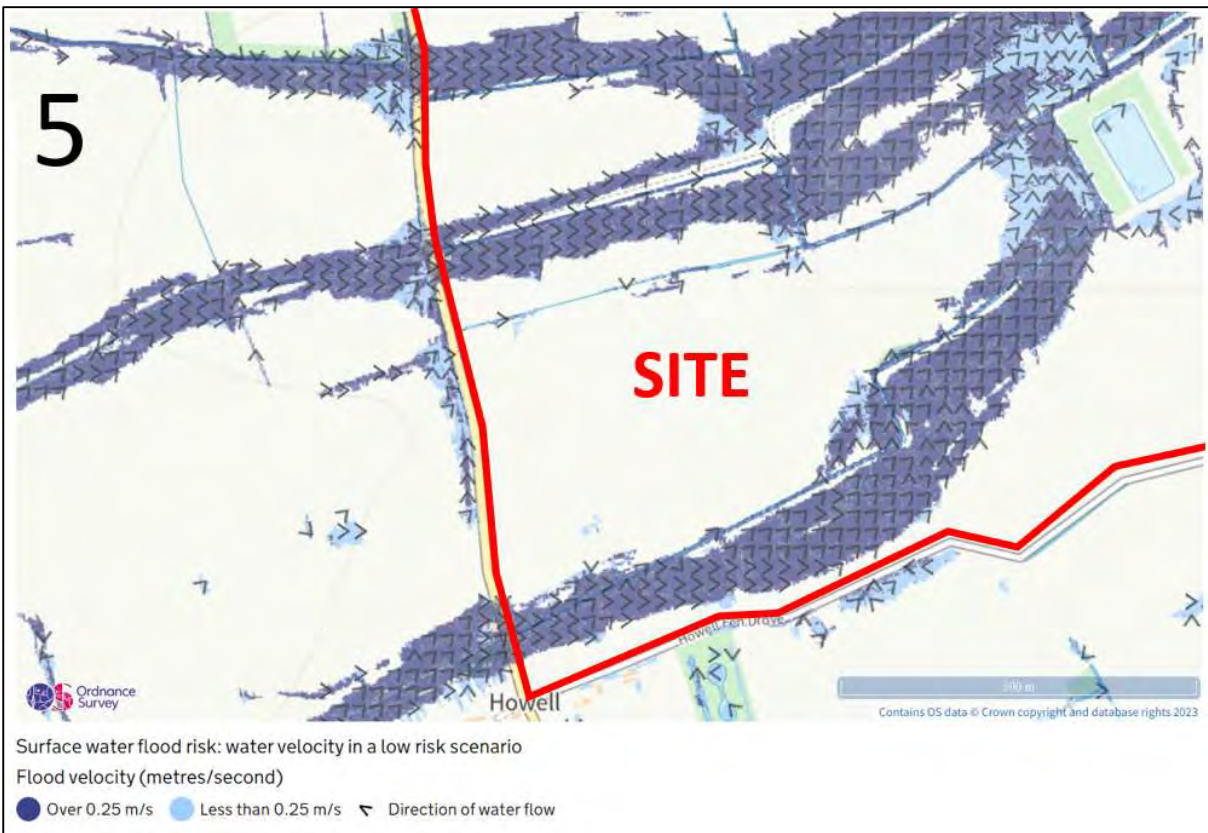 5
SITE
Howell Fen Drove
Howell
Ordnance
Survey
500 m
Contains OS data © Crown copyright and database rights 2023
Surface water flood risk: water velocity in a low risk scenario
Flood velocity (metres/second)
Over 0.25 m/s Less than 0.25 m/s Direction of water flow